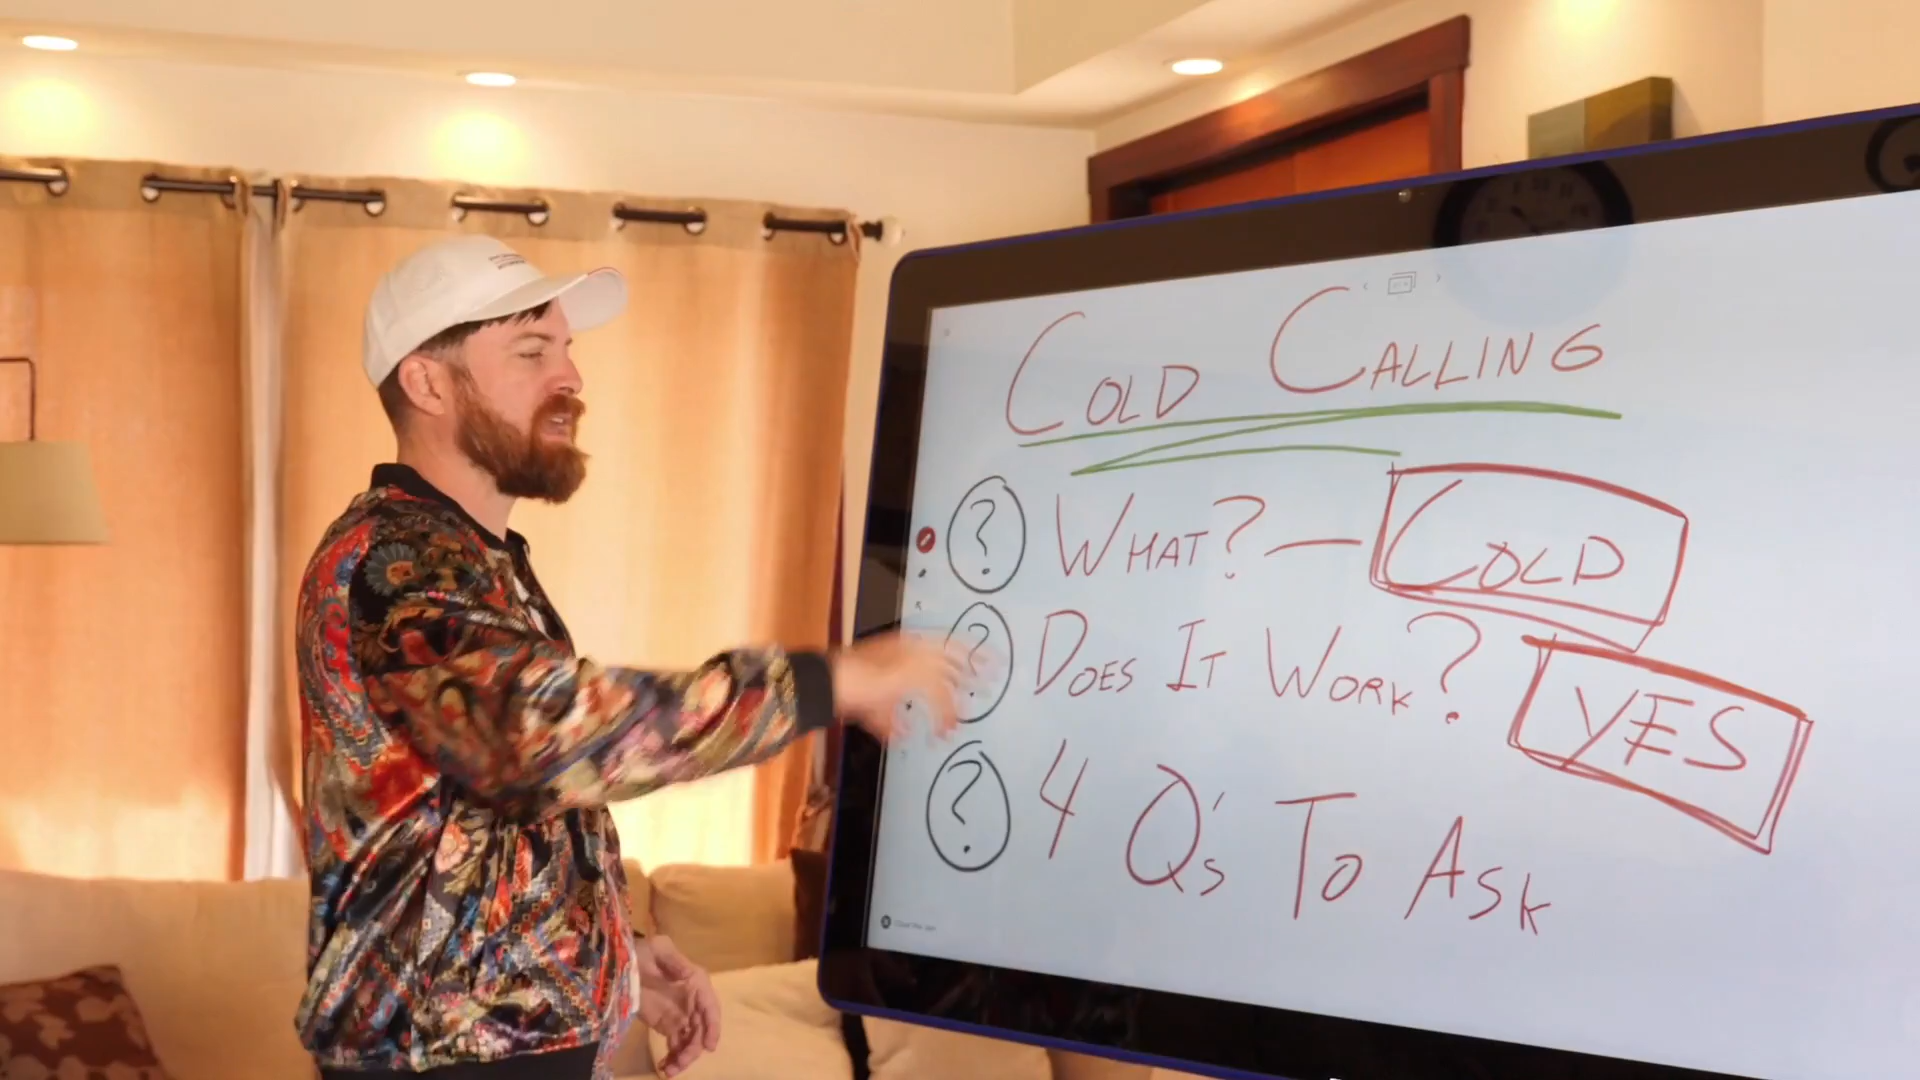 COLD CALLING
? WHAT? — COLD
? DOES IT WORK? YES
? 4 Q's TO ASK